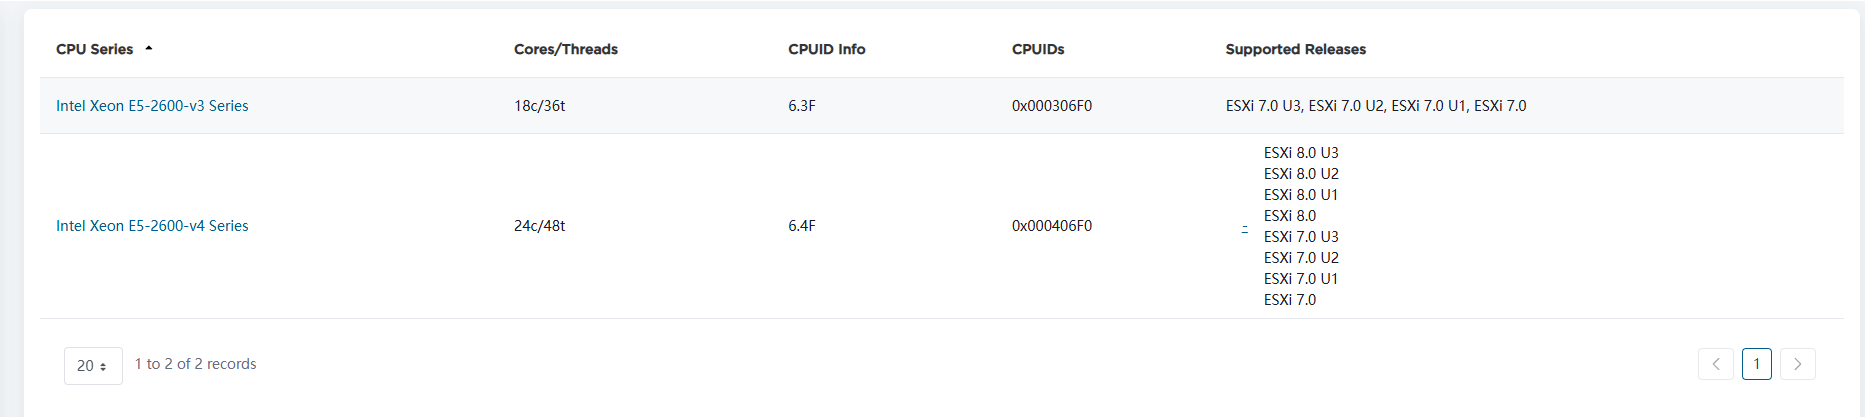 CPU Series Cores/Threads CPUID Info CPUIDs Supported Releases
Intel Xeon E5-2600-v3 Series 18c/36t 6.3F 0x000306F0 ESXi 7.0 U3, ESXi 7.0 U2, ESXi 7.0 U1, ESXi 7.0
Intel Xeon E5-2600-v4 Series 24c/48t 6.4F 0x000406F0 -
ESXi 8.0 U3
ESXi 8.0 U2
ESXi 8.0 U1
ESXi 8.0
ESXi 7.0 U3
ESXi 7.0 U2
ESXi 7.0 U1
ESXi 7.0
20 1 to 2 of 2 records 1